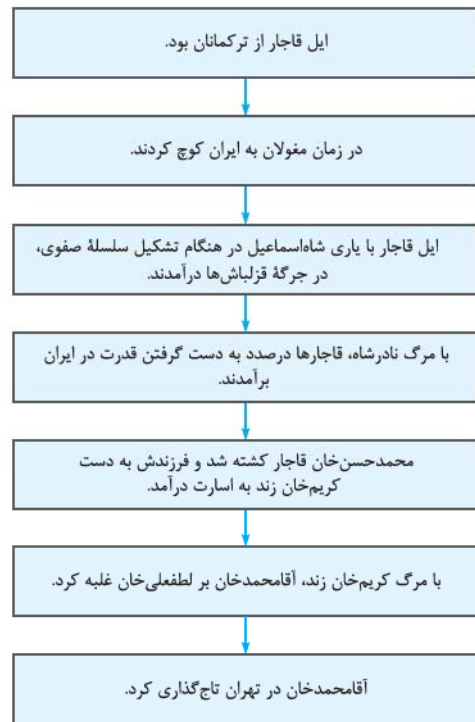 ایل قاجار از ترکمانان بود.
در زمان مغولان به ایران کوچ کردند.
ایل قاجار با یاری شاه‌اسماعیل در هنگام تشکیل سلسلهٔ صفوی،
در جرگهٔ قزلباش‌ها درآمدند.
با مرگ نادرشاه، قاجارها درصدد به دست گرفتن قدرت در ایران
برآمدند.
محمدحسن‌خان قاجار کشته شد و فرزندش به دست
کریم‌خان زند به اسارت درآمد.
با مرگ کریم‌خان زند، آقامحمدخان بر لطفعلی‌خان غلبه کرد.
آقامحمدخان در تهران تاج‌گذاری کرد.